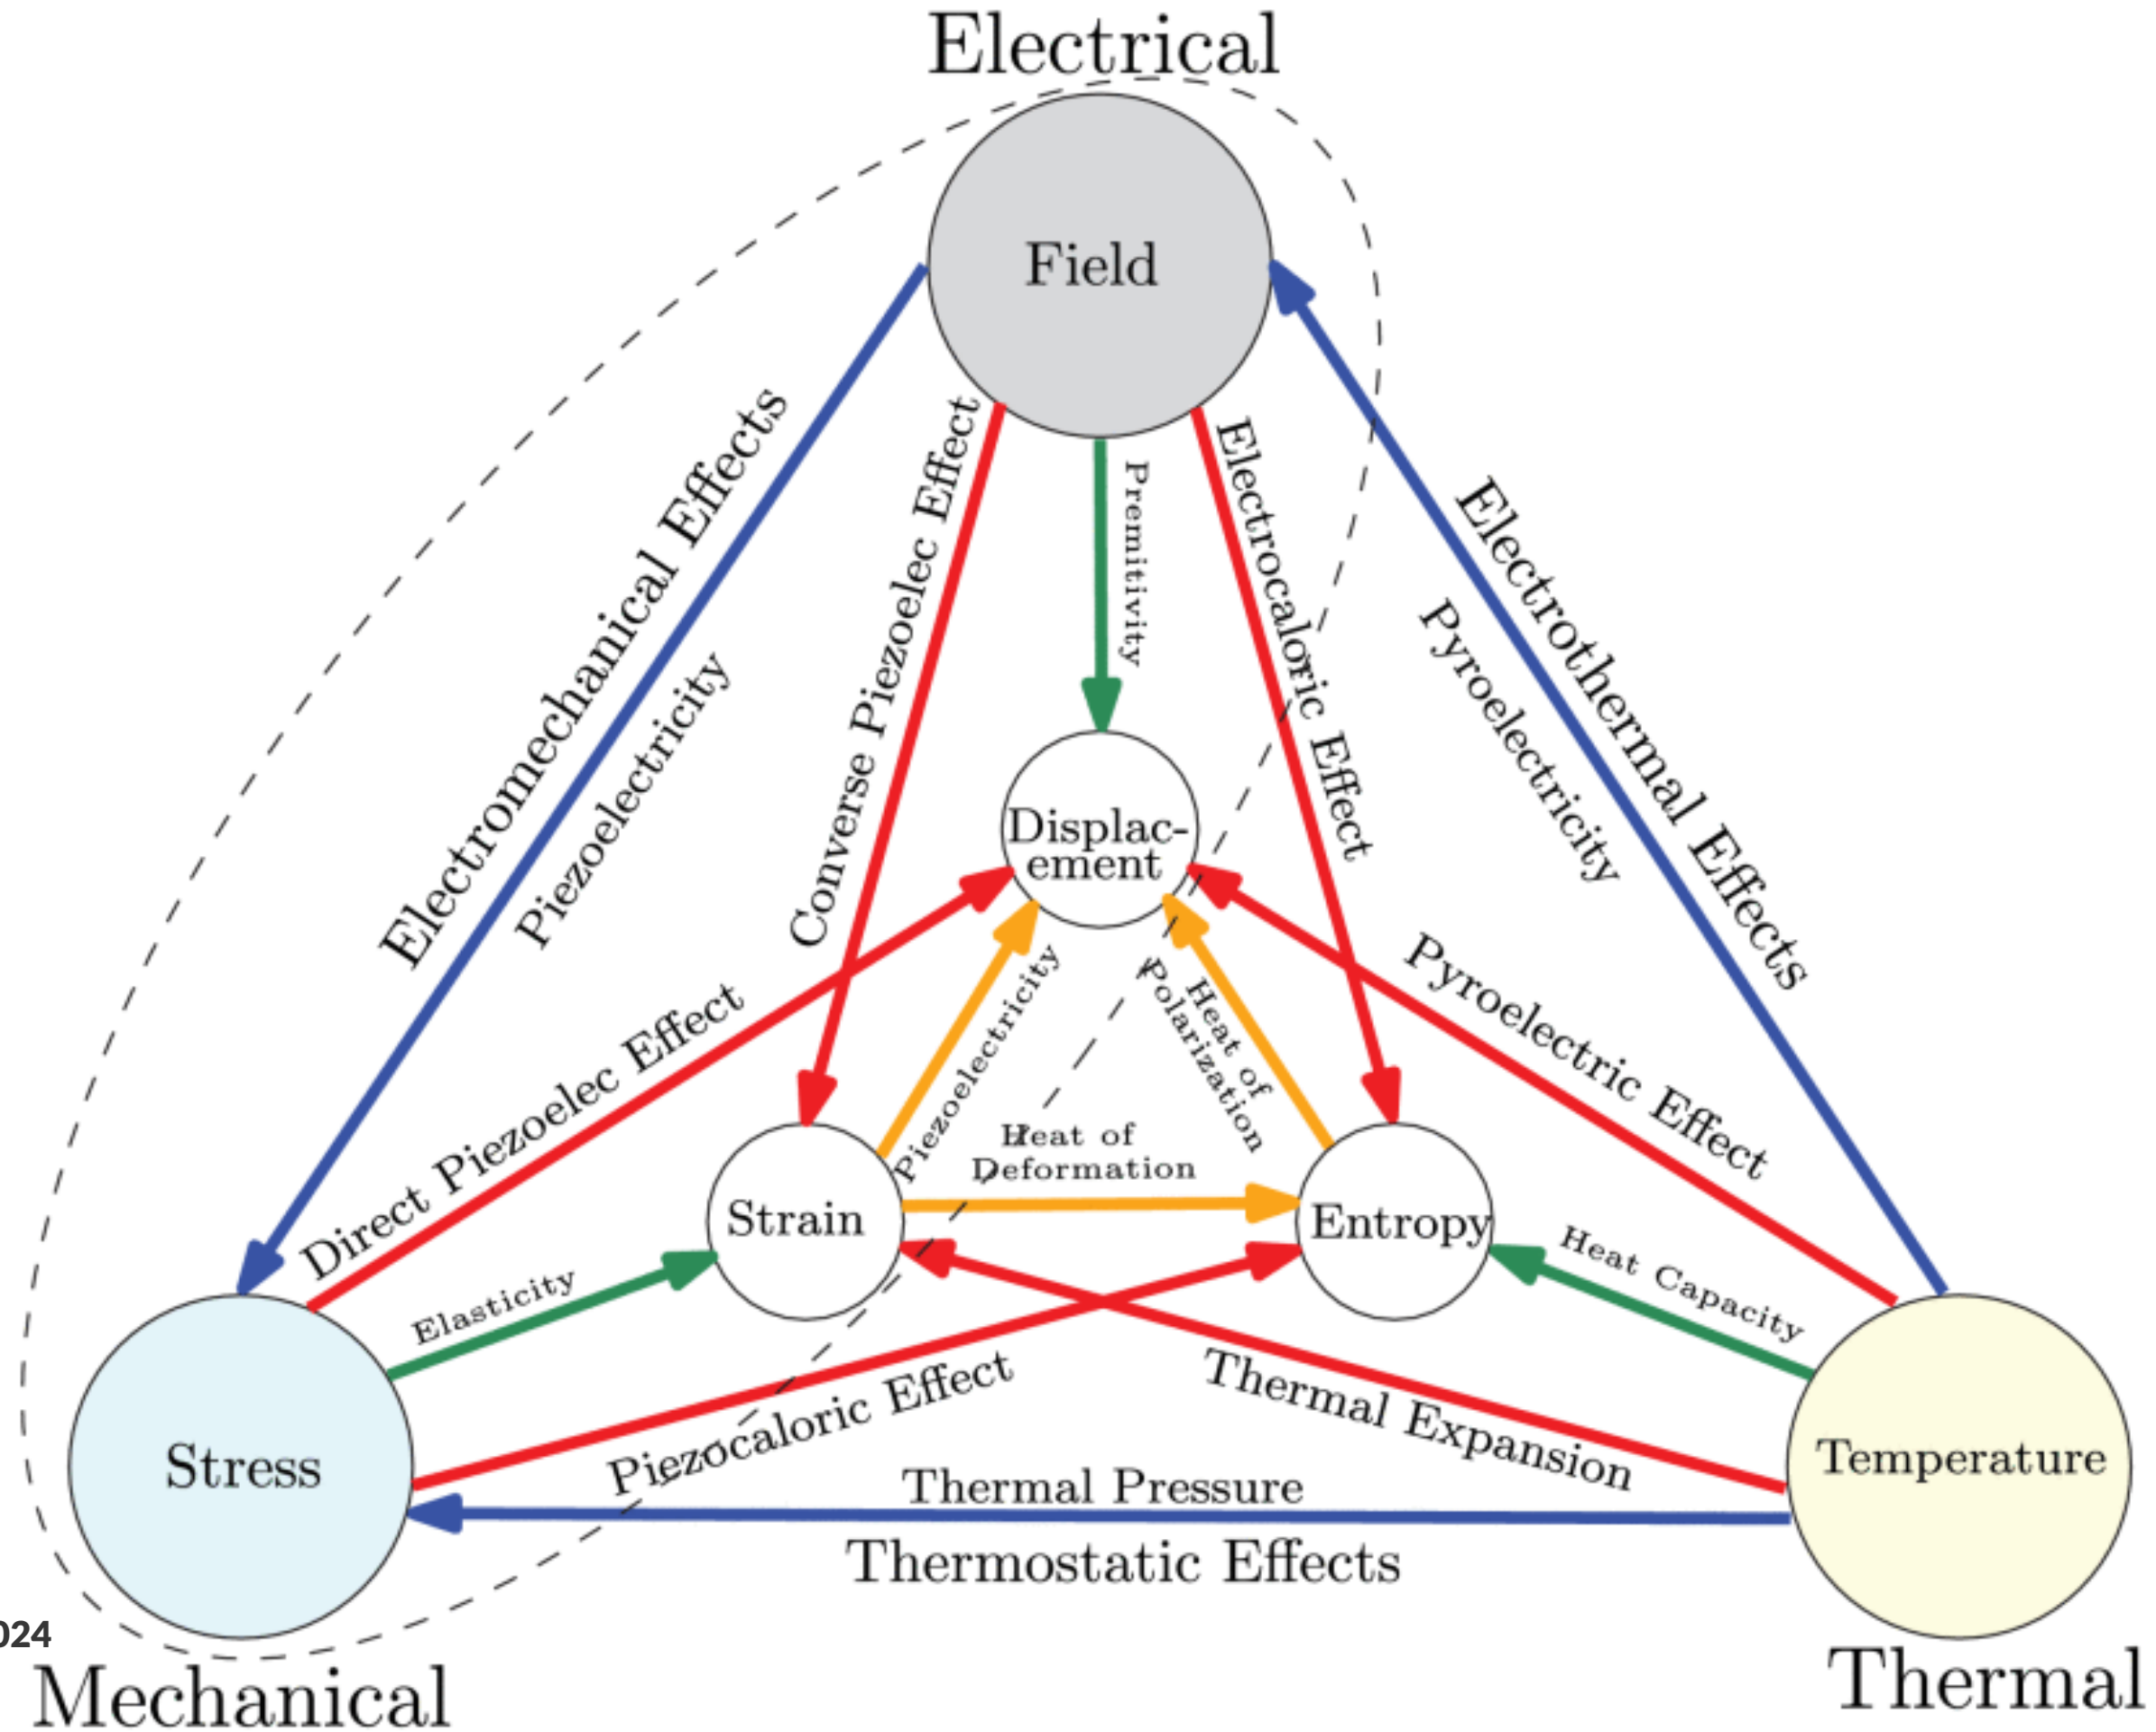 Electrical
Field
Electromechanical Effects
Piezoelectricity
Converse Piezoelec Effect
Premitivity
Electrocaloric Effect
Electrothermal Effects
Pyroelectricity
Displac-
ement
Direct Piezoelec Effect
Piezoelectricity
Heat of
Polarization
Pyroelectric Effect
Heat of
Deformation
Strain
Entropy
Elasticity
Heat Capacity
Piezocaloric Effect
Thermal Expansion
Stress
Temperature
Thermal Pressure
Thermostatic Effects
024
Mechanical
Thermal